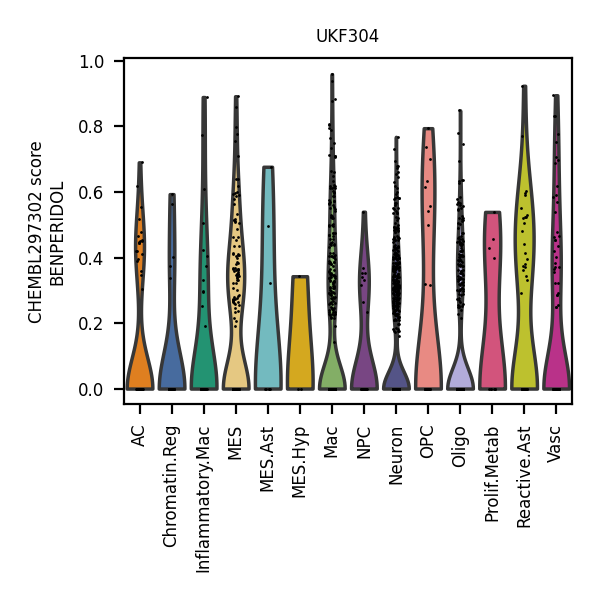 UKF304
CHEMBL297302 score
BENPERIDOL
1.0
0.8
0.6
0.4
0.2
0.0
AC
Chromatin.Reg
Inflammatory.Mac
MES
MES.Ast
MES.Hyp
Mac
NPC
Neuron
OPC
Oligo
Prolif.Metab
Reactive.Ast
Vasc